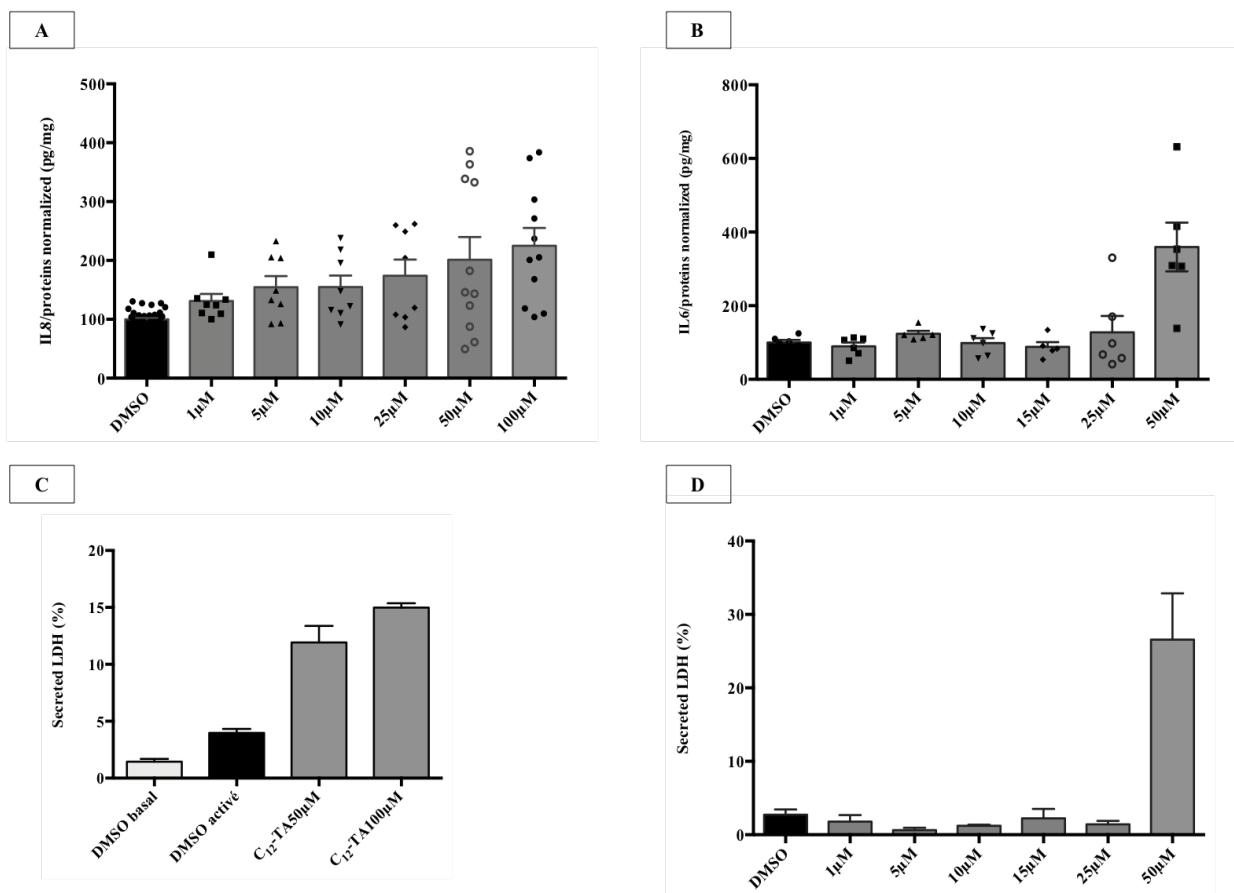 A
IL8/proteins normalized (pg/mg)
500
400
300
200
100
0
DMSO
1µM
5µM
10µM
25µM
50µM
100µM
B
IL6/proteins normalized (pg/mg)
800
600
400
200
0
DMSO
1µM
5µM
10µM
15µM
25µM
50µM
C
Secreted LDH (%)
20
15
10
5
0
DMSO basal
DMSO activé
C₁₂-TA50µM
C₁₂-TA100µM
D
Secreted LDH (%)
40
30
20
10
0
DMSO
1µM
5µM
10µM
15µM
25µM
50µM